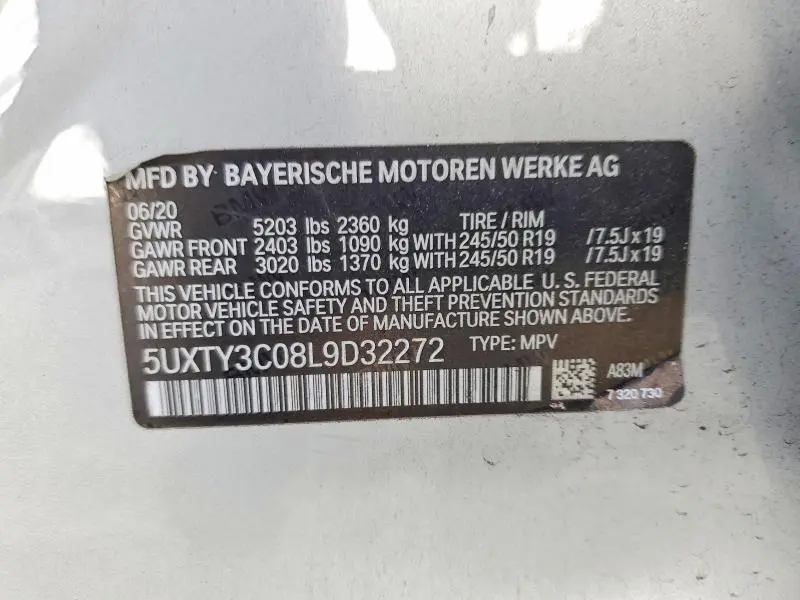 MFD BY BAYERISCHE MOTOREN WERKE AG
06/20
GVWR 5203 lbs 2360 kg TIRE / RIM
GAWR FRONT 2403 lbs 1090 kg WITH 245/50 R19 /7.5J x 19
GAWR REAR 3020 lbs 1370 kg WITH 245/50 R19 /7.5J x 19
THIS VEHICLE CONFORMS TO ALL APPLICABLE U. S. FEDERAL
MOTOR VEHICLE SAFETY AND THEFT PREVENTION STANDARDS
IN EFFECT ON THE DATE OF MANUFACTURE SHOWN ABOVE.
5UXTY3C08L9D32272 TYPE: MPV
A83M
7 320 730